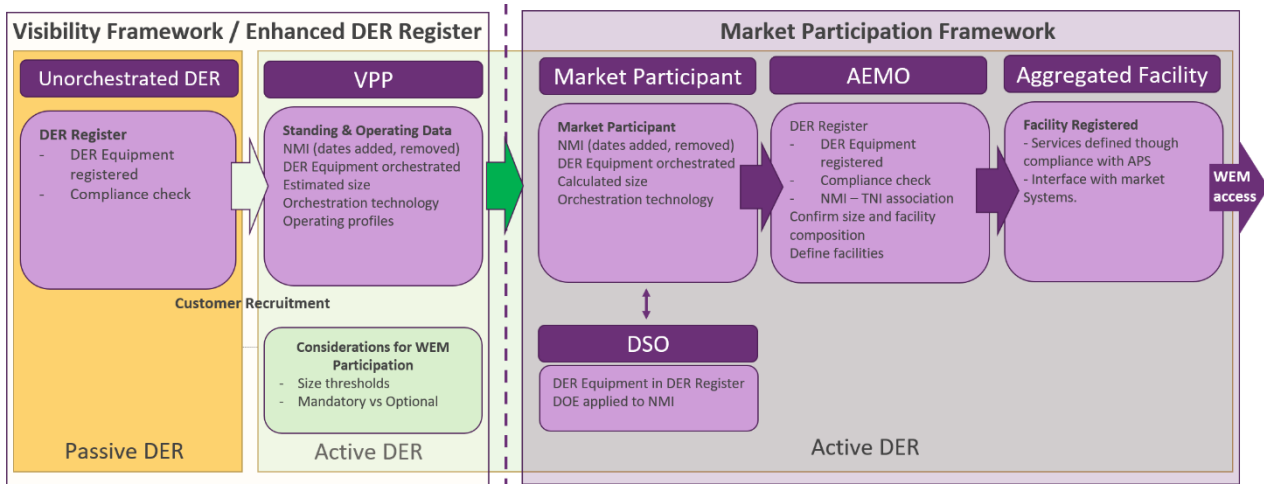 Visibility Framework / Enhanced DER Register
Unorchestrated DER
DER Register
- DER Equipment
registered
- Compliance check
VPP
Standing & Operating Data
NMI (dates added, removed)
DER Equipment orchestrated
Estimated size
Orchestration technology
Operating profiles
Customer Recruitment
Considerations for WEM
Participation
- Size thresholds
- Mandatory vs Optional
Passive DER
Active DER
Market Participation Framework
Market Participant
Market Participant
NMI (dates added, removed)
DER Equipment orchestrated
Calculated size
Orchestration technology
AEMO
DER Register
- DER Equipment
registered
- Compliance check
- NMI – TNI association
Confirm size and facility
composition
Define facilities
Aggregated Facility
Facility Registered
- Services defined though
compliance with APS
- Interface with market
Systems.
WEM
access
DSO
DER Equipment in DER Register
DOE applied to NMI
Active DER